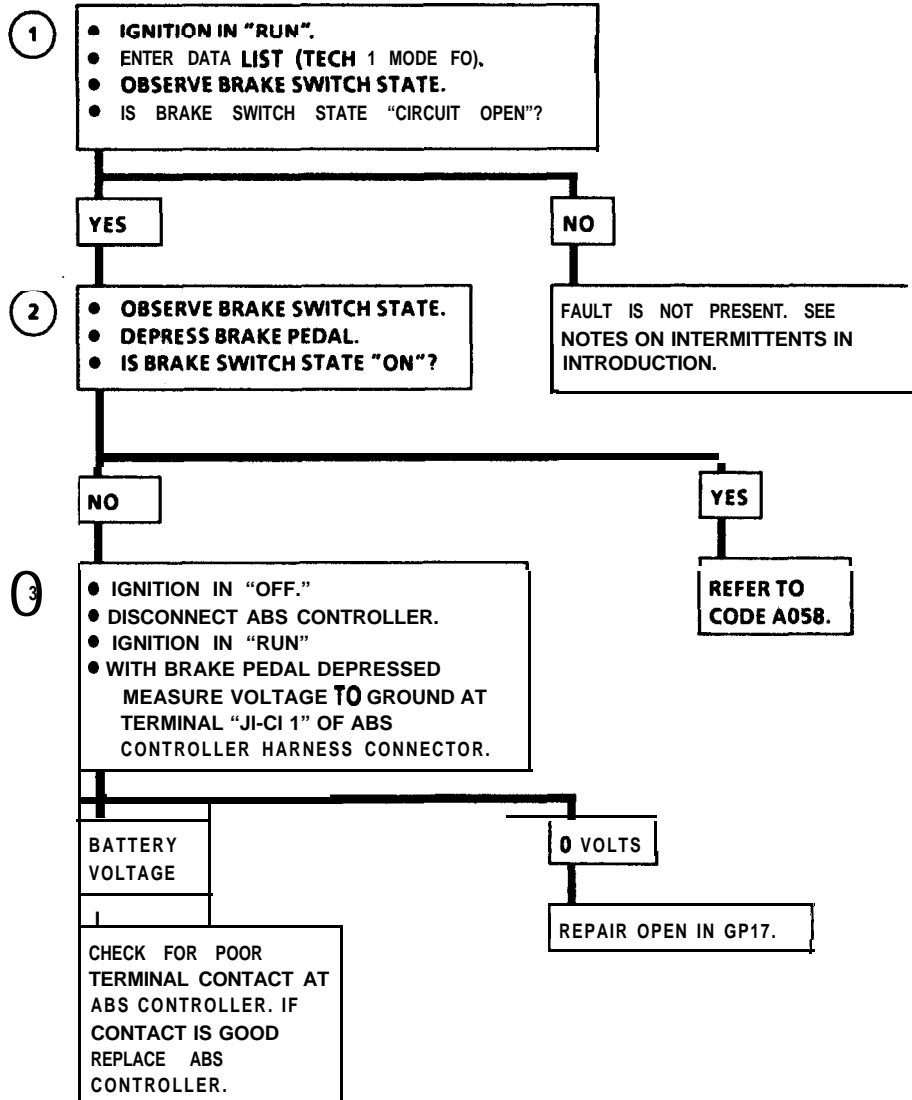 1
• IGNITION IN "RUN".
• ENTER DATA LIST (TECH 1 MODE FO).
• OBSERVE BRAKE SWITCH STATE.
• IS BRAKE SWITCH STATE "CIRCUIT OPEN"?
YES
NO
2
• OBSERVE BRAKE SWITCH STATE.
• DEPRESS BRAKE PEDAL.
• IS BRAKE SWITCH STATE "ON"?
FAULT IS NOT PRESENT. SEE
NOTES ON INTERMITTENTS IN
INTRODUCTION.
NO
YES
3
• IGNITION IN "OFF."
• DISCONNECT ABS CONTROLLER.
• IGNITION IN "RUN"
• WITH BRAKE PEDAL DEPRESSED
MEASURE VOLTAGE TO GROUND AT
TERMINAL "JI-CI 1" OF ABS
CONTROLLER HARNESS CONNECTOR.
REFER TO
CODE A058.
BATTERY
VOLTAGE
0 VOLTS
CHECK FOR POOR
TERMINAL CONTACT AT
ABS CONTROLLER. IF
CONTACT IS GOOD
REPLACE ABS
CONTROLLER.
REPAIR OPEN IN GP17.